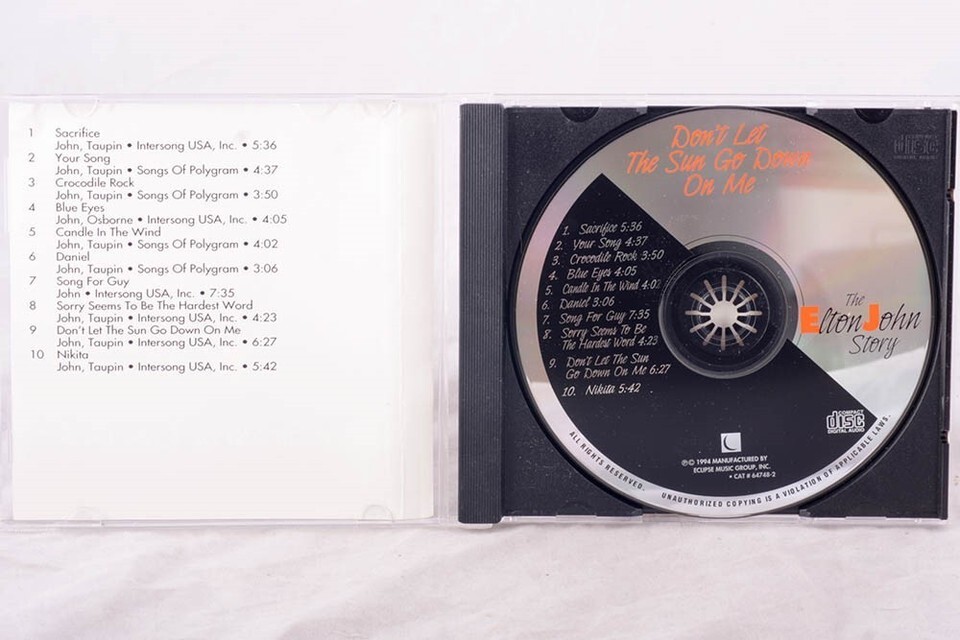 1 Sacrifice
John, Taupin • Intersong USA, Inc. • 5:36
2 Your Song
John, Taupin • Songs Of Polygram • 4:37
3 Crocodile Rock
John, Taupin • Songs Of Polygram • 3:50
4 Blue Eyes
John, Osborne • Intersong USA, Inc. • 4:05
5 Candle In The Wind
John, Taupin • Songs Of Polygram • 4:02
6 Daniel
John, Taupin • Songs Of Polygram • 3:06
7 Song For Guy
John • Intersong USA, Inc. • 7:35
8 Sorry Seems To Be The Hardest Word
John, Taupin • Intersong USA, Inc. • 4:23
9 Don't Let The Sun Go Down On Me
John, Taupin • Intersong USA, Inc. • 6:27
10 Nikita
John, Taupin • Intersong USA, Inc. • 5:42
Don't Let
The Sun Go Down
On Me
1. Sacrifice 5:36
2. Your Song 4:37
3. Crocodile Rock 3:50
4. Blue Eyes 4:05
5. Candle In The Wind 4:02
6. Daniel 3:06
7. Song For Guy 7:35
8. Sorry Seems To Be
The Hardest Word 4:23
9. Don't Let The Sun
Go Down On Me 6:27
10. Nikita 5:42
The
Elton John
Story
COMPACT
disc
DIGITAL AUDIO
℗© 1994 MANUFACTURED BY
ECLIPSE MUSIC GROUP, INC.
• CAT # 64748-2
ALL RIGHTS RESERVED. UNAUTHORIZED COPYING IS A VIOLATION OF APPLICABLE LAWS.
COMPACT
disc
DIGITAL AUDIO